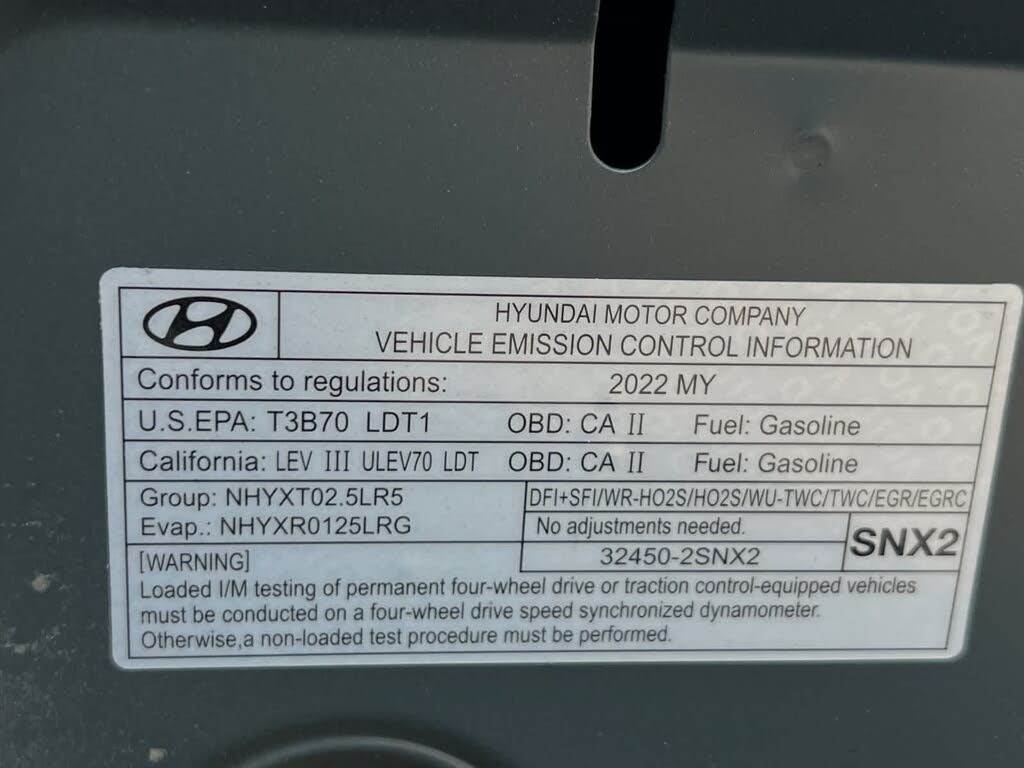 HYUNDAI MOTOR COMPANY
VEHICLE EMISSION CONTROL INFORMATION
Conforms to regulations: 2022 MY
U.S.EPA: T3B70 LDT1 OBD: CA II Fuel: Gasoline
California: LEV III ULEV70 LDT OBD: CA II Fuel: Gasoline
Group: NHYXT02.5LR5 DFI+SFI/WR-HO2S/HO2S/WU-TWC/TWC/EGR/EGRC
Evap.: NHYXR0125LRG No adjustments needed. SNX2
[WARNING] 32450-2SNX2
Loaded I/M testing of permanent four-wheel drive or traction control-equipped vehicles
must be conducted on a four-wheel drive speed synchronized dynamometer.
Otherwise,a non-loaded test procedure must be performed.